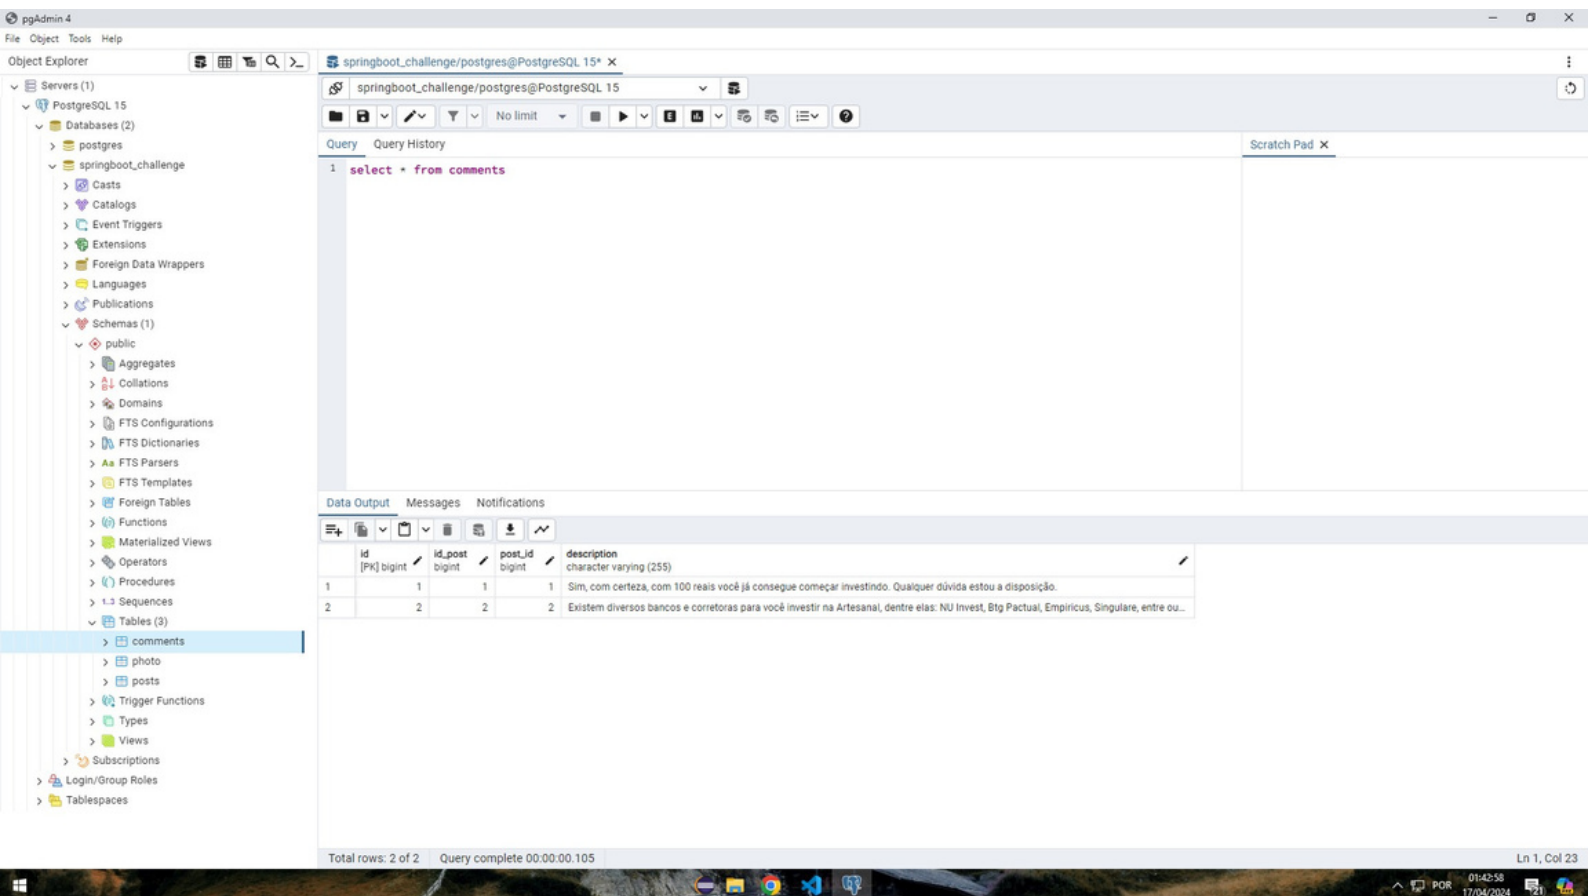 pgAdmin 4
File Object Tools Help
Object Explorer
Servers (1)
PostgreSQL 15
Databases (2)
postgres
springboot_challenge
Casts
Catalogs
Event Triggers
Extensions
Foreign Data Wrappers
Languages
Publications
Schemas (1)
public
Aggregates
Collations
Domains
FTS Configurations
FTS Dictionaries
Aa FTS Parsers
FTS Templates
Foreign Tables
Functions
Materialized Views
Operators
Procedures
1..3 Sequences
Tables (3)
comments
photo
posts
Trigger Functions
Types
Views
Subscriptions
Login/Group Roles
Tablespaces
springboot_challenge/postgres@PostgreSQL 15*
springboot_challenge/postgres@PostgreSQL 15
No limit
Query Query History
Scratch Pad
1 select * from comments
Data Output Messages Notifications
id id_post post_id description
[PK] bigint bigint bigint character varying (255)
1 1 1 1 Sim, com certeza, com 100 reais você já consegue começar investindo. Qualquer dúvida estou a disposição.
2 2 2 2 Existem diversos bancos e corretoras para você investir na Artesanal, dentre elas: NU Invest, Btg Pactual, Empiricus, Singulare, entre ou...
Total rows: 2 of 2 Query complete 00:00:00.105 Ln 1, Col 23
POR 01:42:58
17/04/2024 21